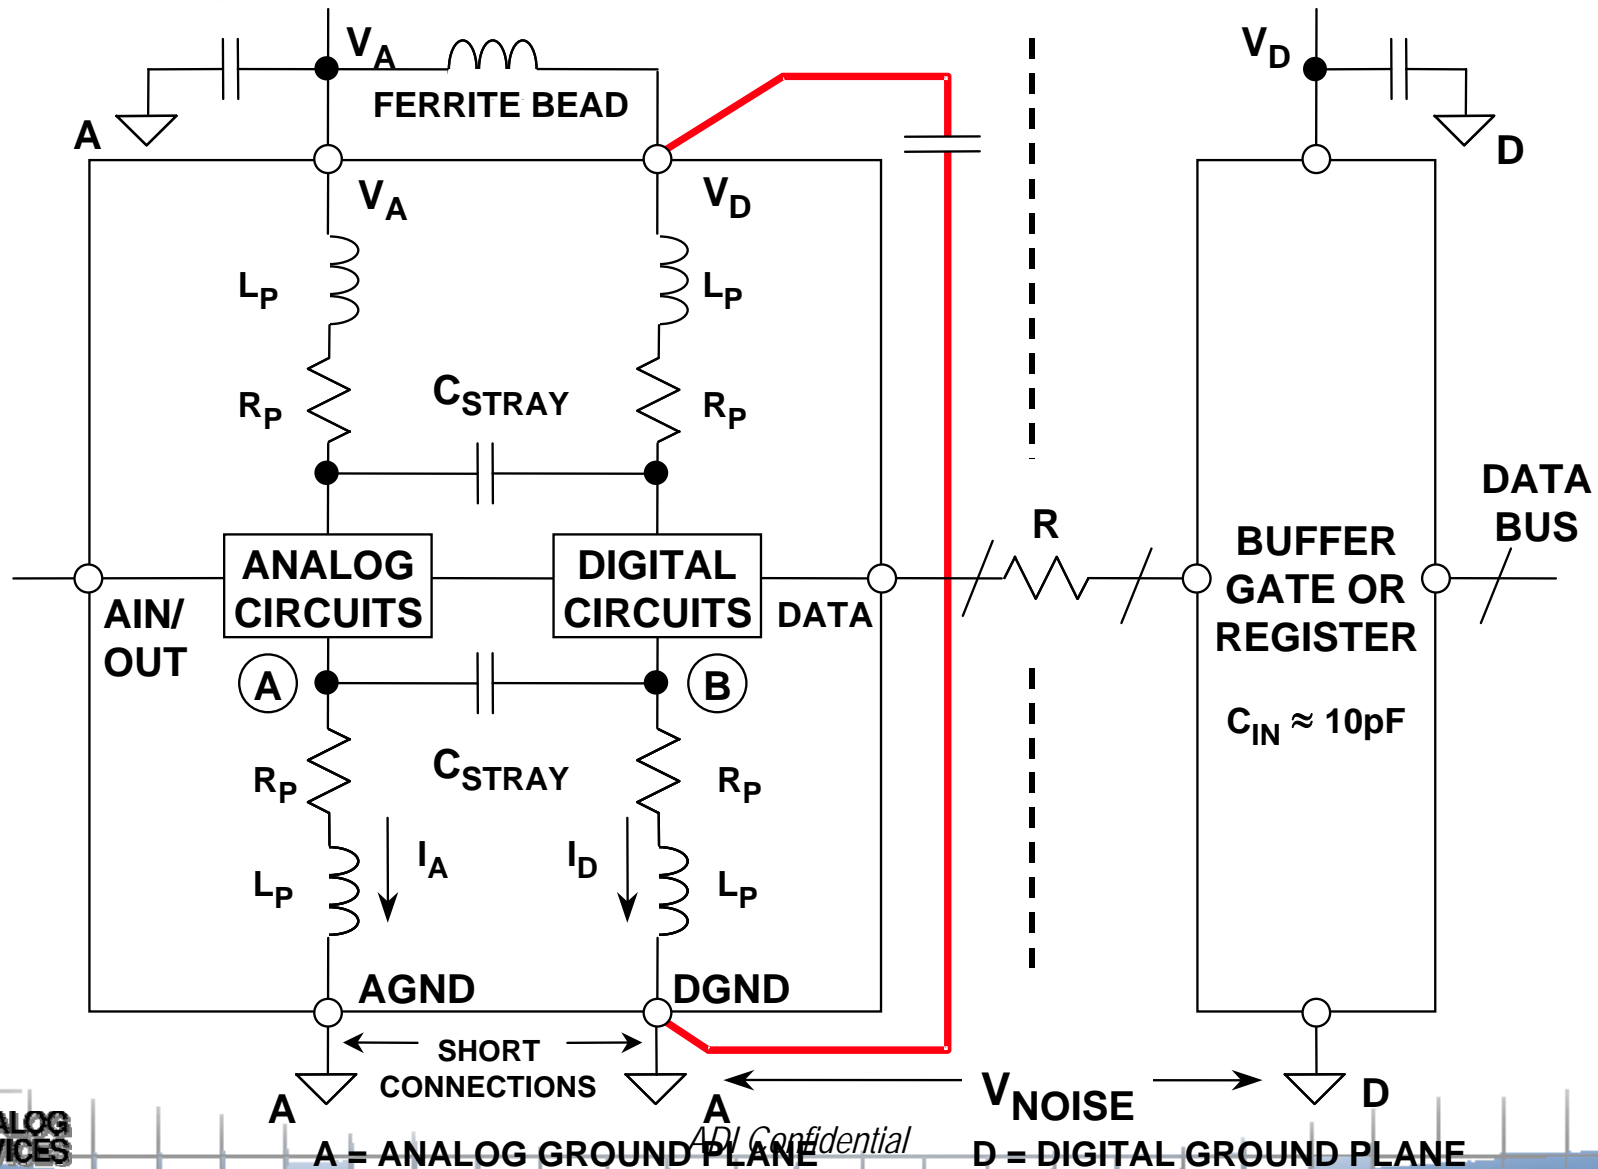 VA
VD
FERRITE BEAD
A
D
VA
VD
LP
LP
RP
CSTRAY
RP
DATA
BUS
R
ANALOG
CIRCUITS
DIGITAL
CIRCUITS
BUFFER
GATE OR
REGISTER
AIN/
OUT
DATA
A
B
CIN ≈ 10pF
RP
CSTRAY
RP
IA
ID
LP
LP
AGND
DGND
SHORT
CONNECTIONS
A
A
VNOISE
D
ALOG
VICES
ADI Confidential
A = ANALOG GROUND PLANE
D = DIGITAL GROUND PLANE